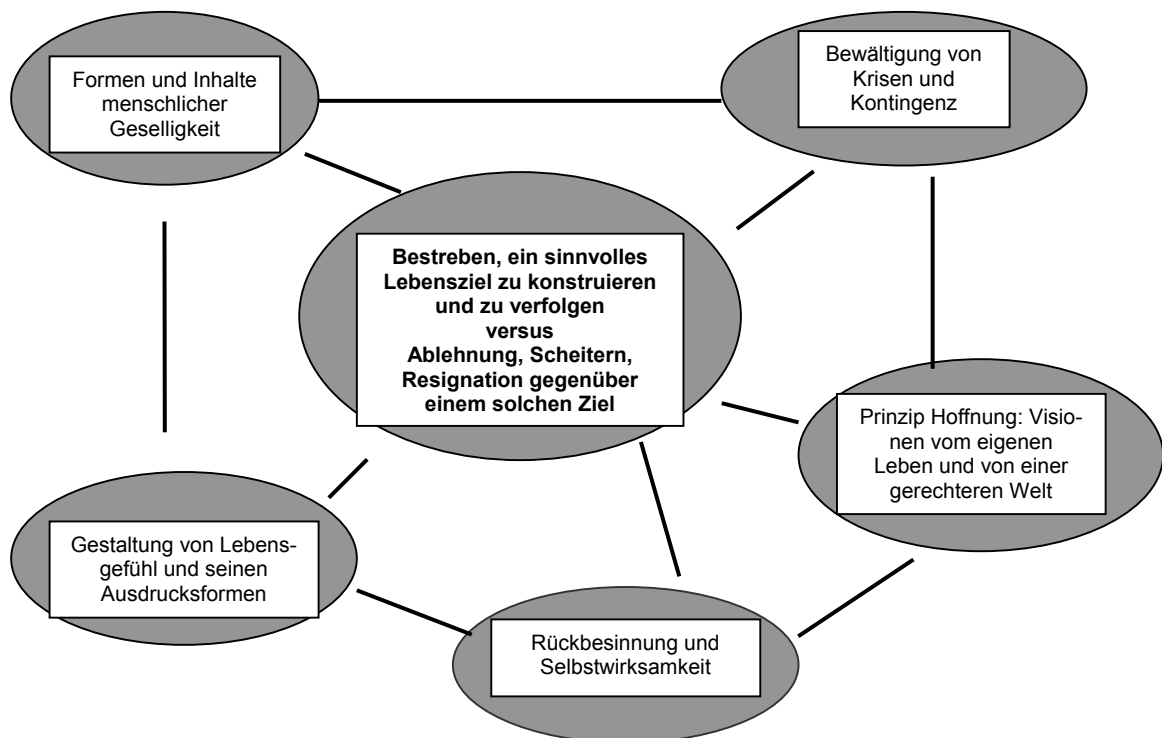 Formen und Inhalte
menschlicher
Geselligkeit
Bewältigung von
Krisen und
Kontingenz
Bestreben, ein sinnvolles
Lebensziel zu konstruieren
und zu verfolgen
versus
Ablehnung, Scheitern,
Resignation gegenüber
einem solchen Ziel
Prinzip Hoffnung: Visio-
nen vom eigenen
Leben und von einer
gerechteren Welt
Gestaltung von Lebens-
gefühl und seinen
Ausdrucksformen
Rückbesinnung und
Selbstwirksamkeit